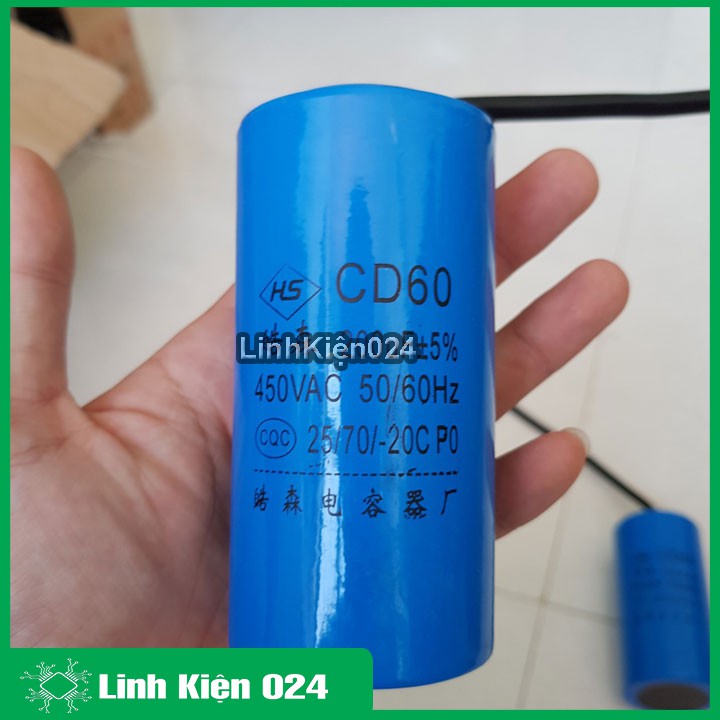 HS CD60
LinhKiện024
±5%
450VAC 50/60Hz
CQC 25/70/-20C P0
皓森电容器厂
Linh Kiện 024